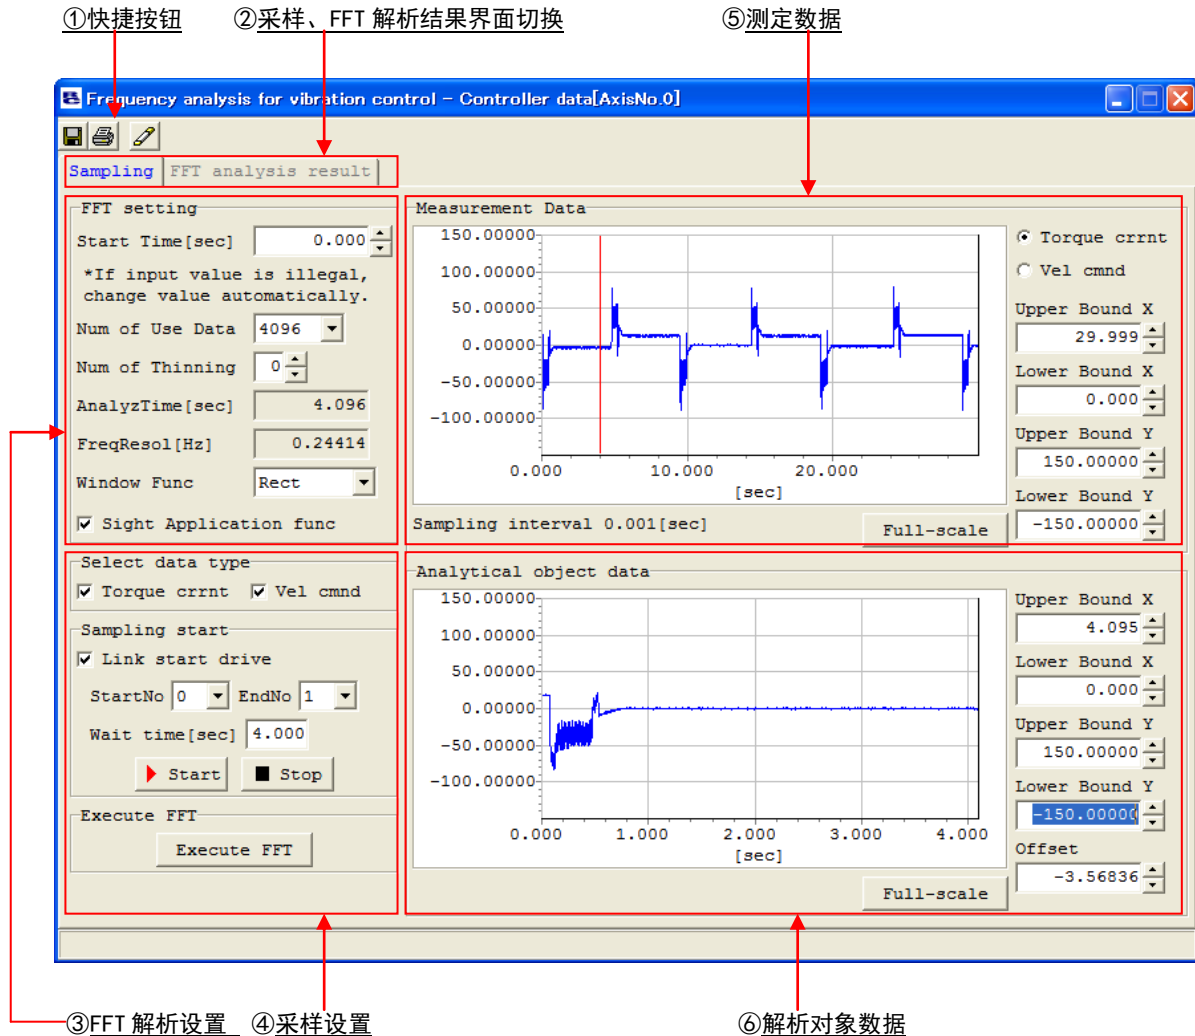 ①快捷按钮
②采样、FFT 解析结果界面切换
⑤测定数据
Frequency analysis for vibration control - Controller data[AxisNo.0]
Sampling
FFT analysis result
FFT setting
Start Time[sec]
0.000
*If input value is illegal,
change value automatically.
Num of Use Data
4096
Num of Thinning
0
AnalyzTime[sec]
4.096
FreqResol[Hz]
0.24414
Window Func
Rect
Sight Application func
Measurement Data
150.00000
100.00000
50.00000
0.00000
-50.00000
-100.00000
0.000
10.000
20.000
[sec]
Sampling interval 0.001[sec]
Full-scale
Torque crrnt
Vel cmnd
Upper Bound X
29.999
Lower Bound X
0.000
Upper Bound Y
150.00000
Lower Bound Y
-150.00000
Select data type
Torque crrnt
Vel cmnd
Sampling start
Link start drive
StartNo
0
EndNo
1
Wait time[sec]
4.000
Start
Stop
Execute FFT
Execute FFT
Analytical object data
150.00000
100.00000
50.00000
0.00000
-50.00000
-100.00000
0.000
1.000
2.000
3.000
4.000
[sec]
Full-scale
Upper Bound X
4.095
Lower Bound X
0.000
Upper Bound Y
150.00000
Lower Bound Y
-150.00000
Offset
-3.56836
③FFT 解析设置
④采样设置
⑥解析对象数据